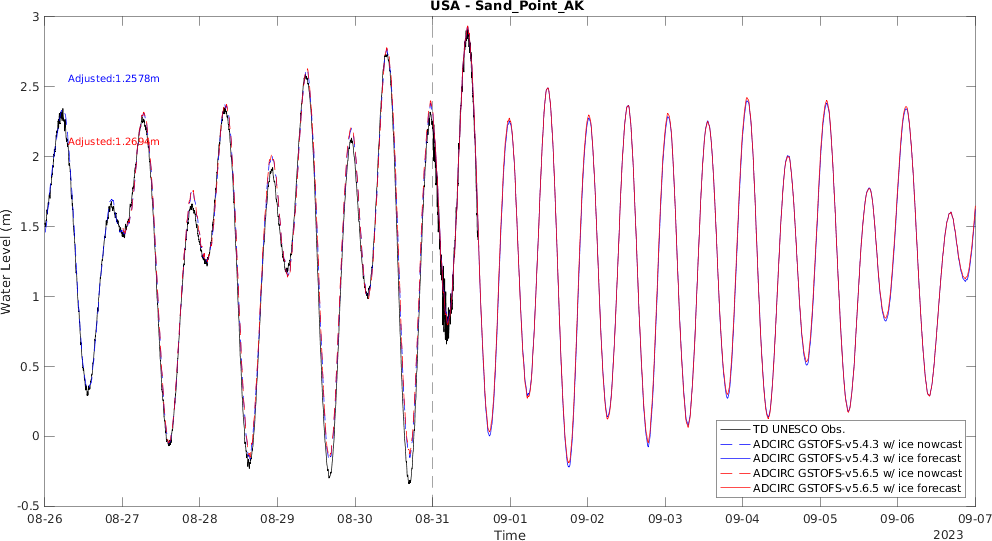 USA - Sand_Point_AK
3
2.5
2
1.5
1
0.5
0
-0.5
Water Level (m)
Adjusted:1.2578m
Adjusted:1.2694m
TD UNESCO Obs.
ADCIRC GSTOFS-v5.4.3 w/ ice nowcast
ADCIRC GSTOFS-v5.4.3 w/ ice forecast
ADCIRC GSTOFS-v5.6.5 w/ ice nowcast
ADCIRC GSTOFS-v5.6.5 w/ ice forecast
08-26 08-27 08-28 08-29 08-30 08-31 09-01 09-02 09-03 09-04 09-05 09-06 09-07
Time
2023